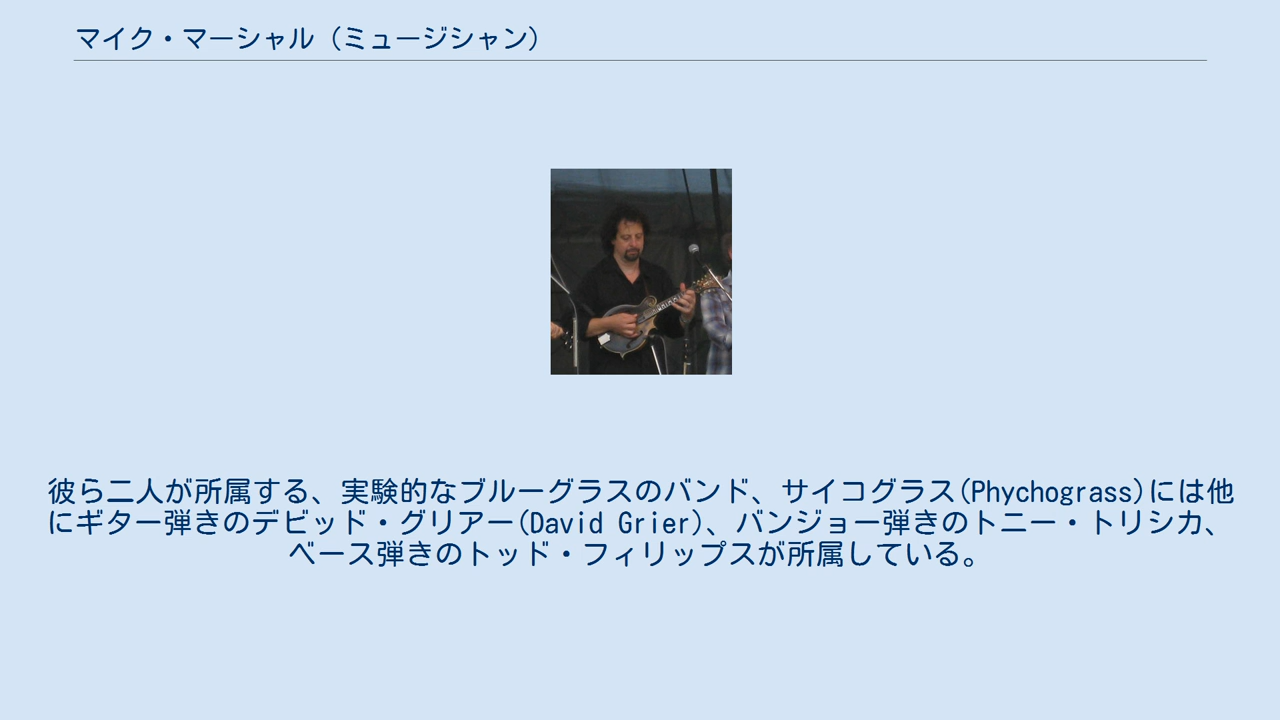 マイク・マーシャル (ミュージシャン)
彼ら二人が所属する、実験的なブルーグラスのバンド、サイコグラス(Phychograss)には他
にギター弾きのデビッド・グリアー(David Grier)、バンジョー弾きのトニー・トリシカ、
ベース弾きのトッド・フィリップスが所属している。